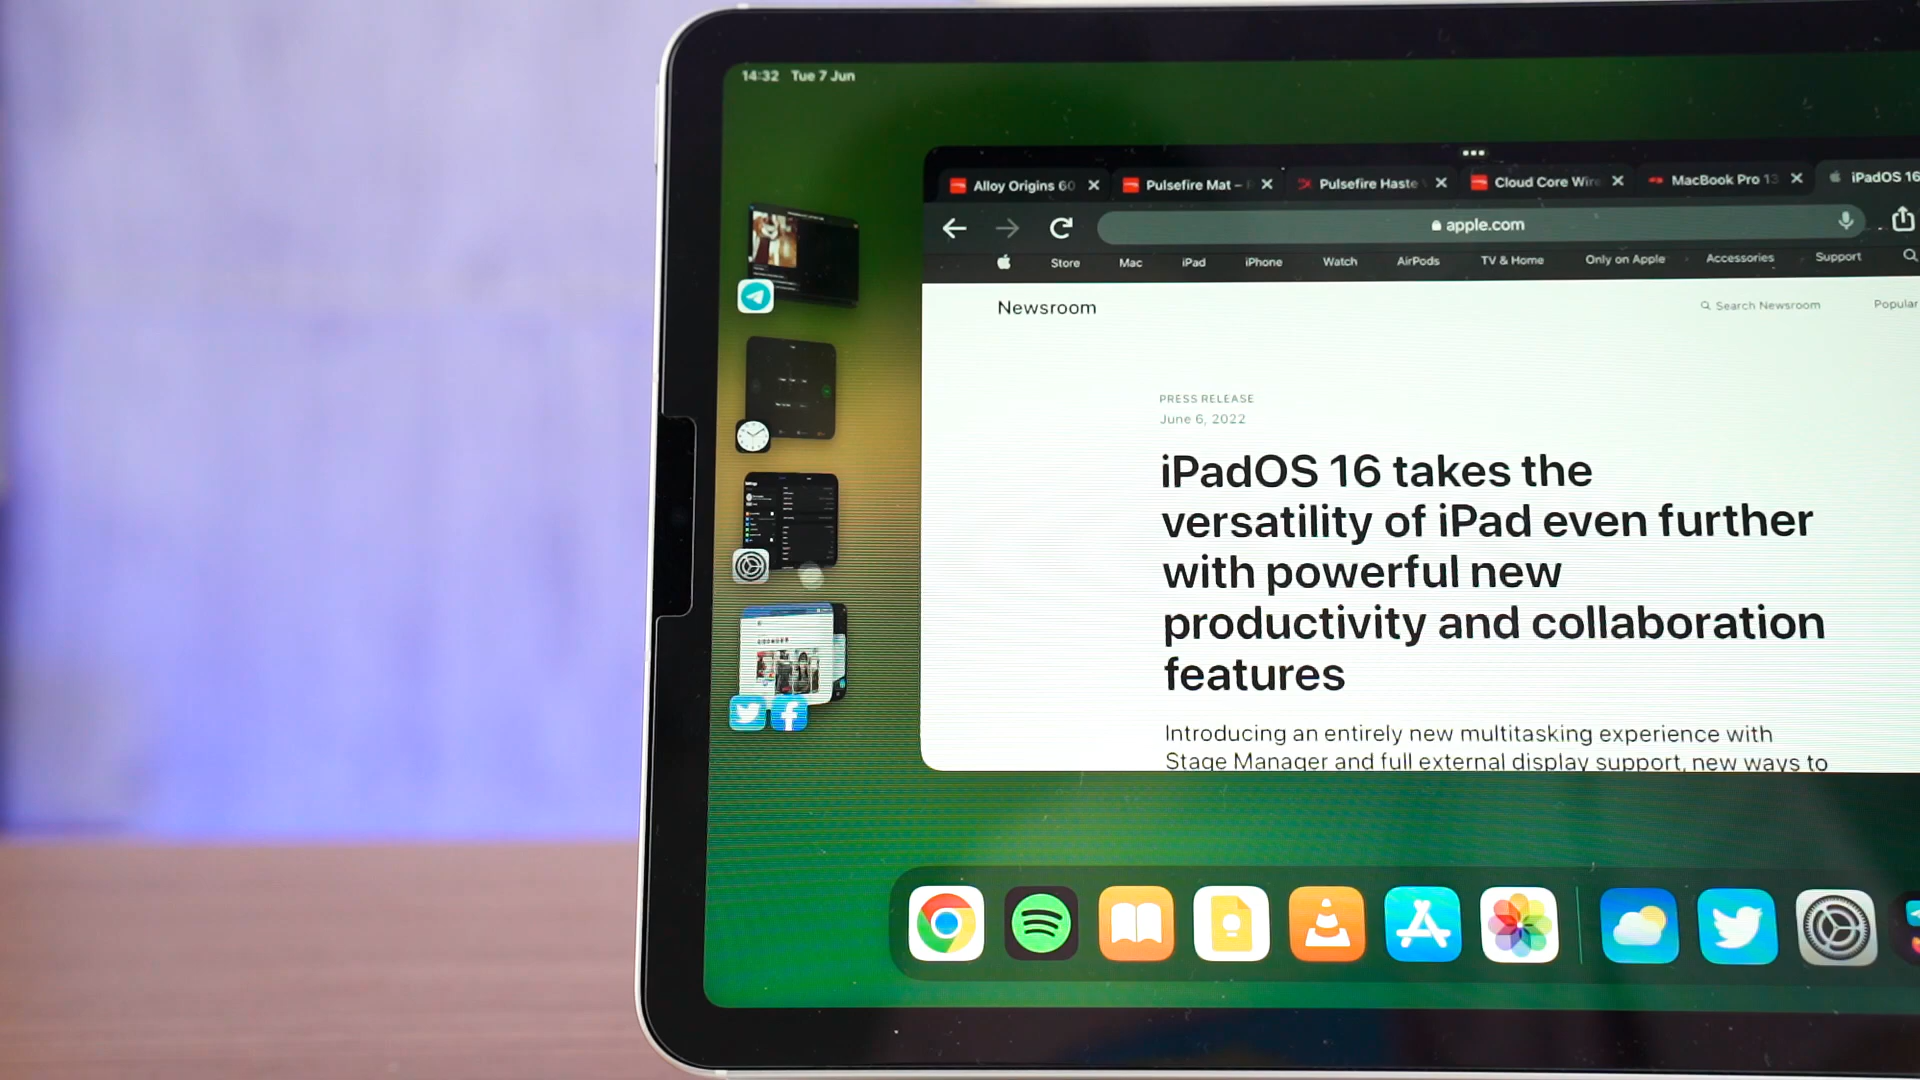 14:32 Tue 7 Jun
Alloy Origins 60
Pulsefire Mat –
Pulsefire Haste
Cloud Core Wire
MacBook Pro 13
iPadOS 16
apple.com
Store Mac iPad iPhone Watch AirPods TV & Home Only on Apple Accessories Support
Newsroom
Search Newsroom
Popular
PRESS RELEASE
June 6, 2022
iPadOS 16 takes the
versatility of iPad even further
with powerful new
productivity and collaboration
features
Introducing an entirely new multitasking experience with
Stage Manager and full external display support, new ways to